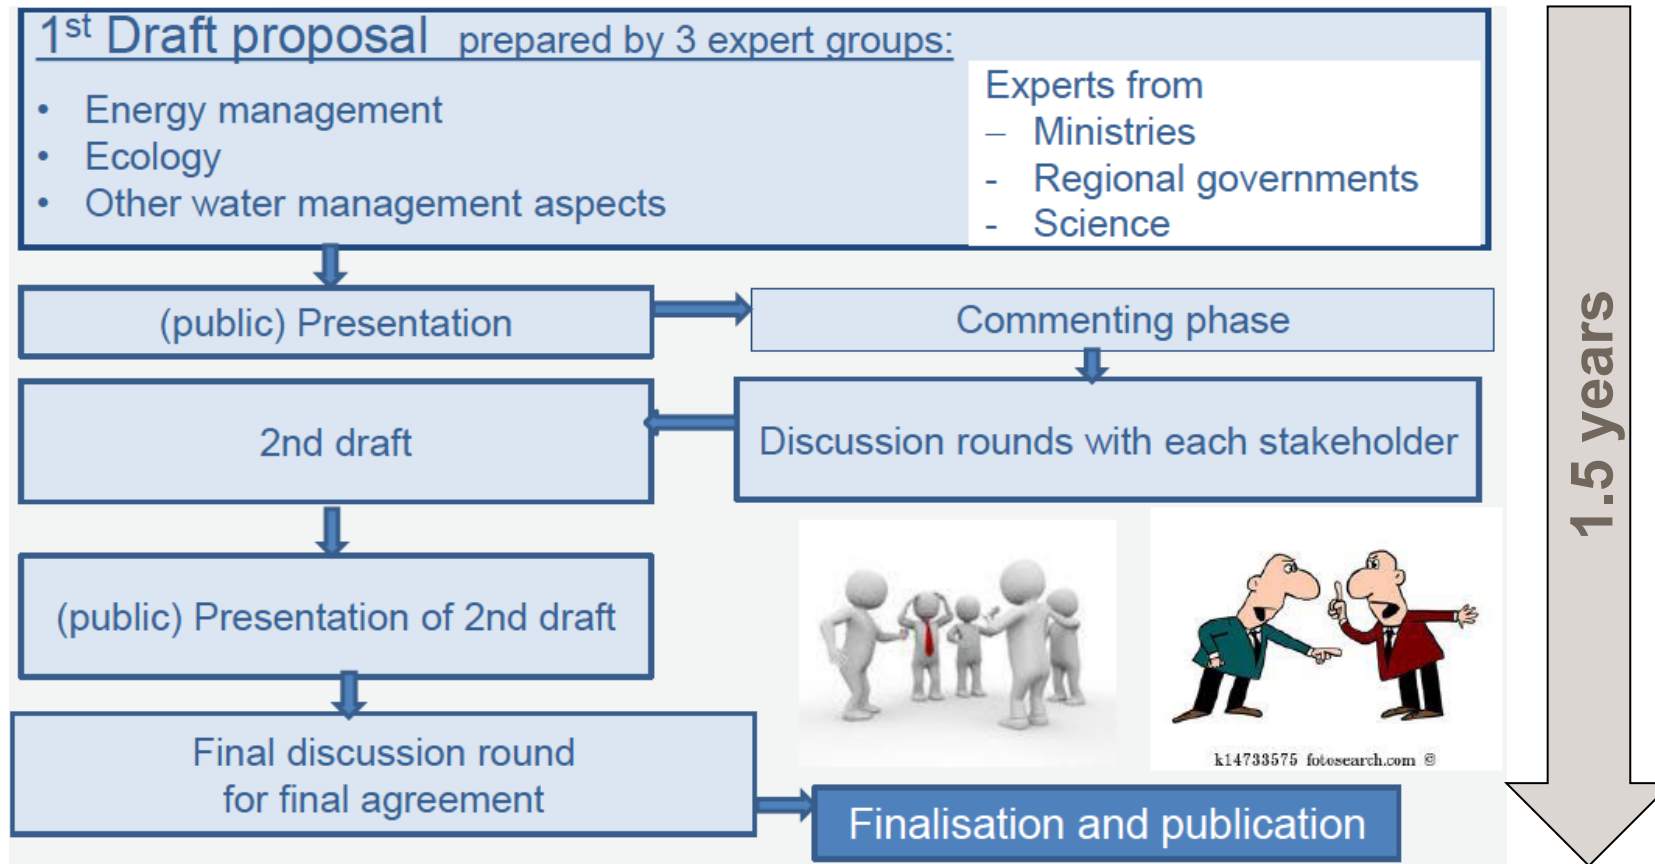 1st Draft proposal prepared by 3 expert groups:
• Energy management
• Ecology
• Other water management aspects
Experts from
– Ministries
- Regional governments
- Science
(public) Presentation
Commenting phase
Discussion rounds with each stakeholder
2nd draft
(public) Presentation of 2nd draft
Final discussion round
for final agreement
Finalisation and publication
k14733575 fotosearch.com ©
1.5 years